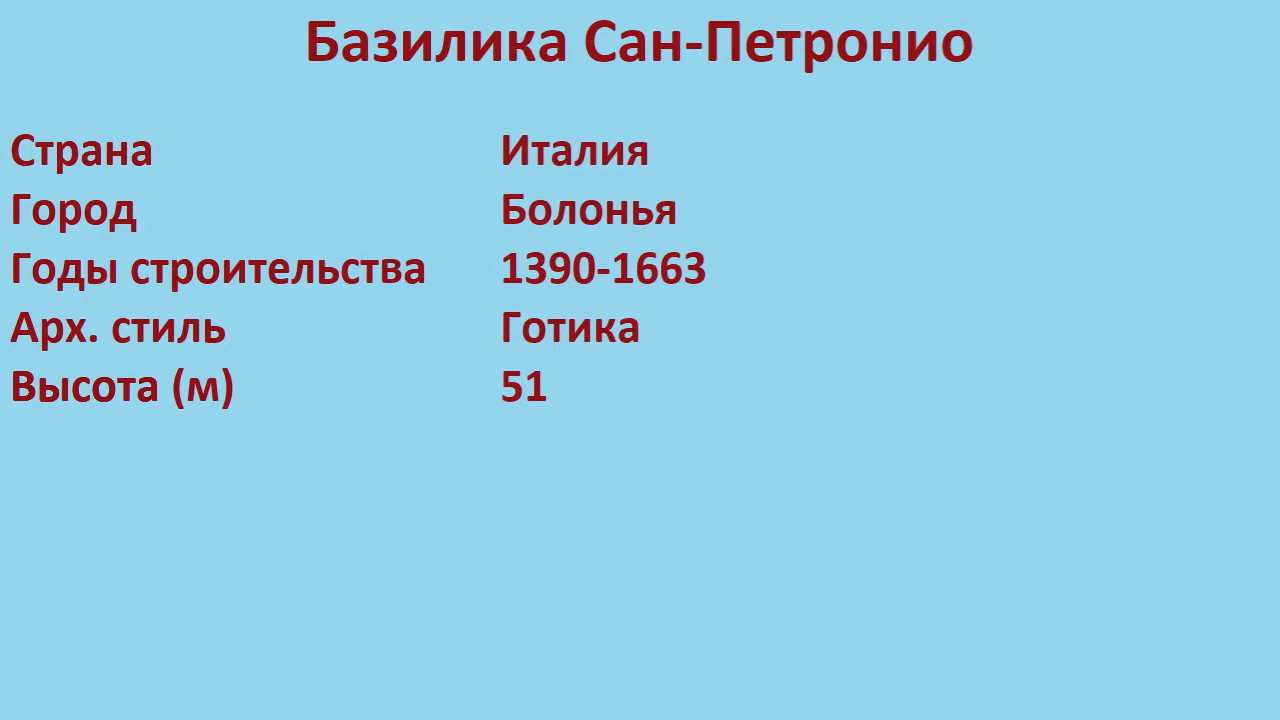 Базилика Сан-Петронио
Страна Италия
Город Болонья
Годы строительства 1390-1663
Арх. стиль Готика
Высота (м) 51